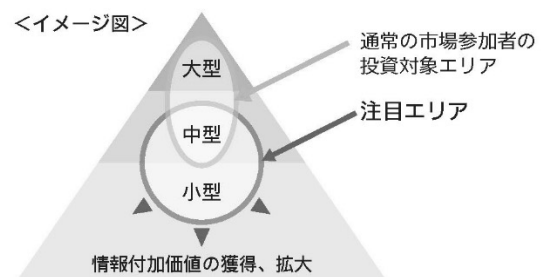 ＜イメージ図＞
通常の市場参加者の
投資対象エリア
大型
注目エリア
中型
小型
情報付加価値の獲得、拡大